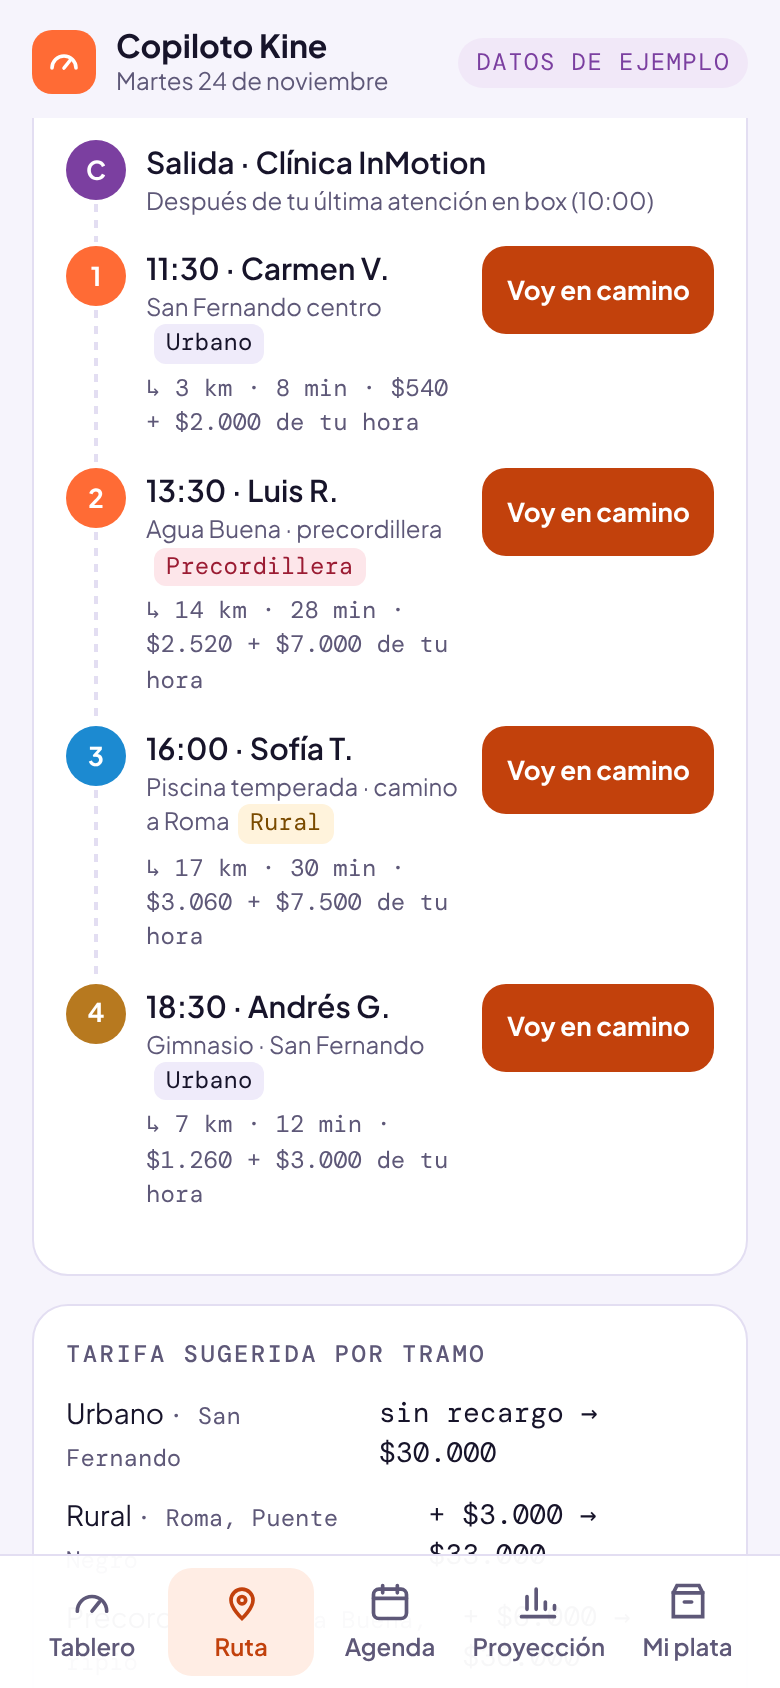 Copiloto Kine
Martes 24 de noviembre
DATOS DE EJEMPLO
C
Salida · Clínica InMotion
Después de tu última atención en box (10:00)
1
11:30 · Carmen V.
Voy en camino
San Fernando centro
Urbano
↳ 3 km · 8 min · $540
+ $2.000 de tu hora
2
13:30 · Luis R.
Voy en camino
Agua Buena · precordillera
Precordillera
↳ 14 km · 28 min ·
$2.520 + $7.000 de tu
hora
3
16:00 · Sofía T.
Voy en camino
Piscina temperada · camino
a Roma Rural
↳ 17 km · 30 min ·
$3.060 + $7.500 de tu
hora
4
18:30 · Andrés G.
Voy en camino
Gimnasio · San Fernando
Urbano
↳ 7 km · 12 min ·
$1.260 + $3.000 de tu
hora
TARIFA SUGERIDA POR TRAMO
Urbano · San
Fernando
sin recargo →
$30.000
Rural · Roma, Puente
Negro
+ $3.000 →
$33.000
Tablero
Ruta
Agenda
Proyección
Mi plata